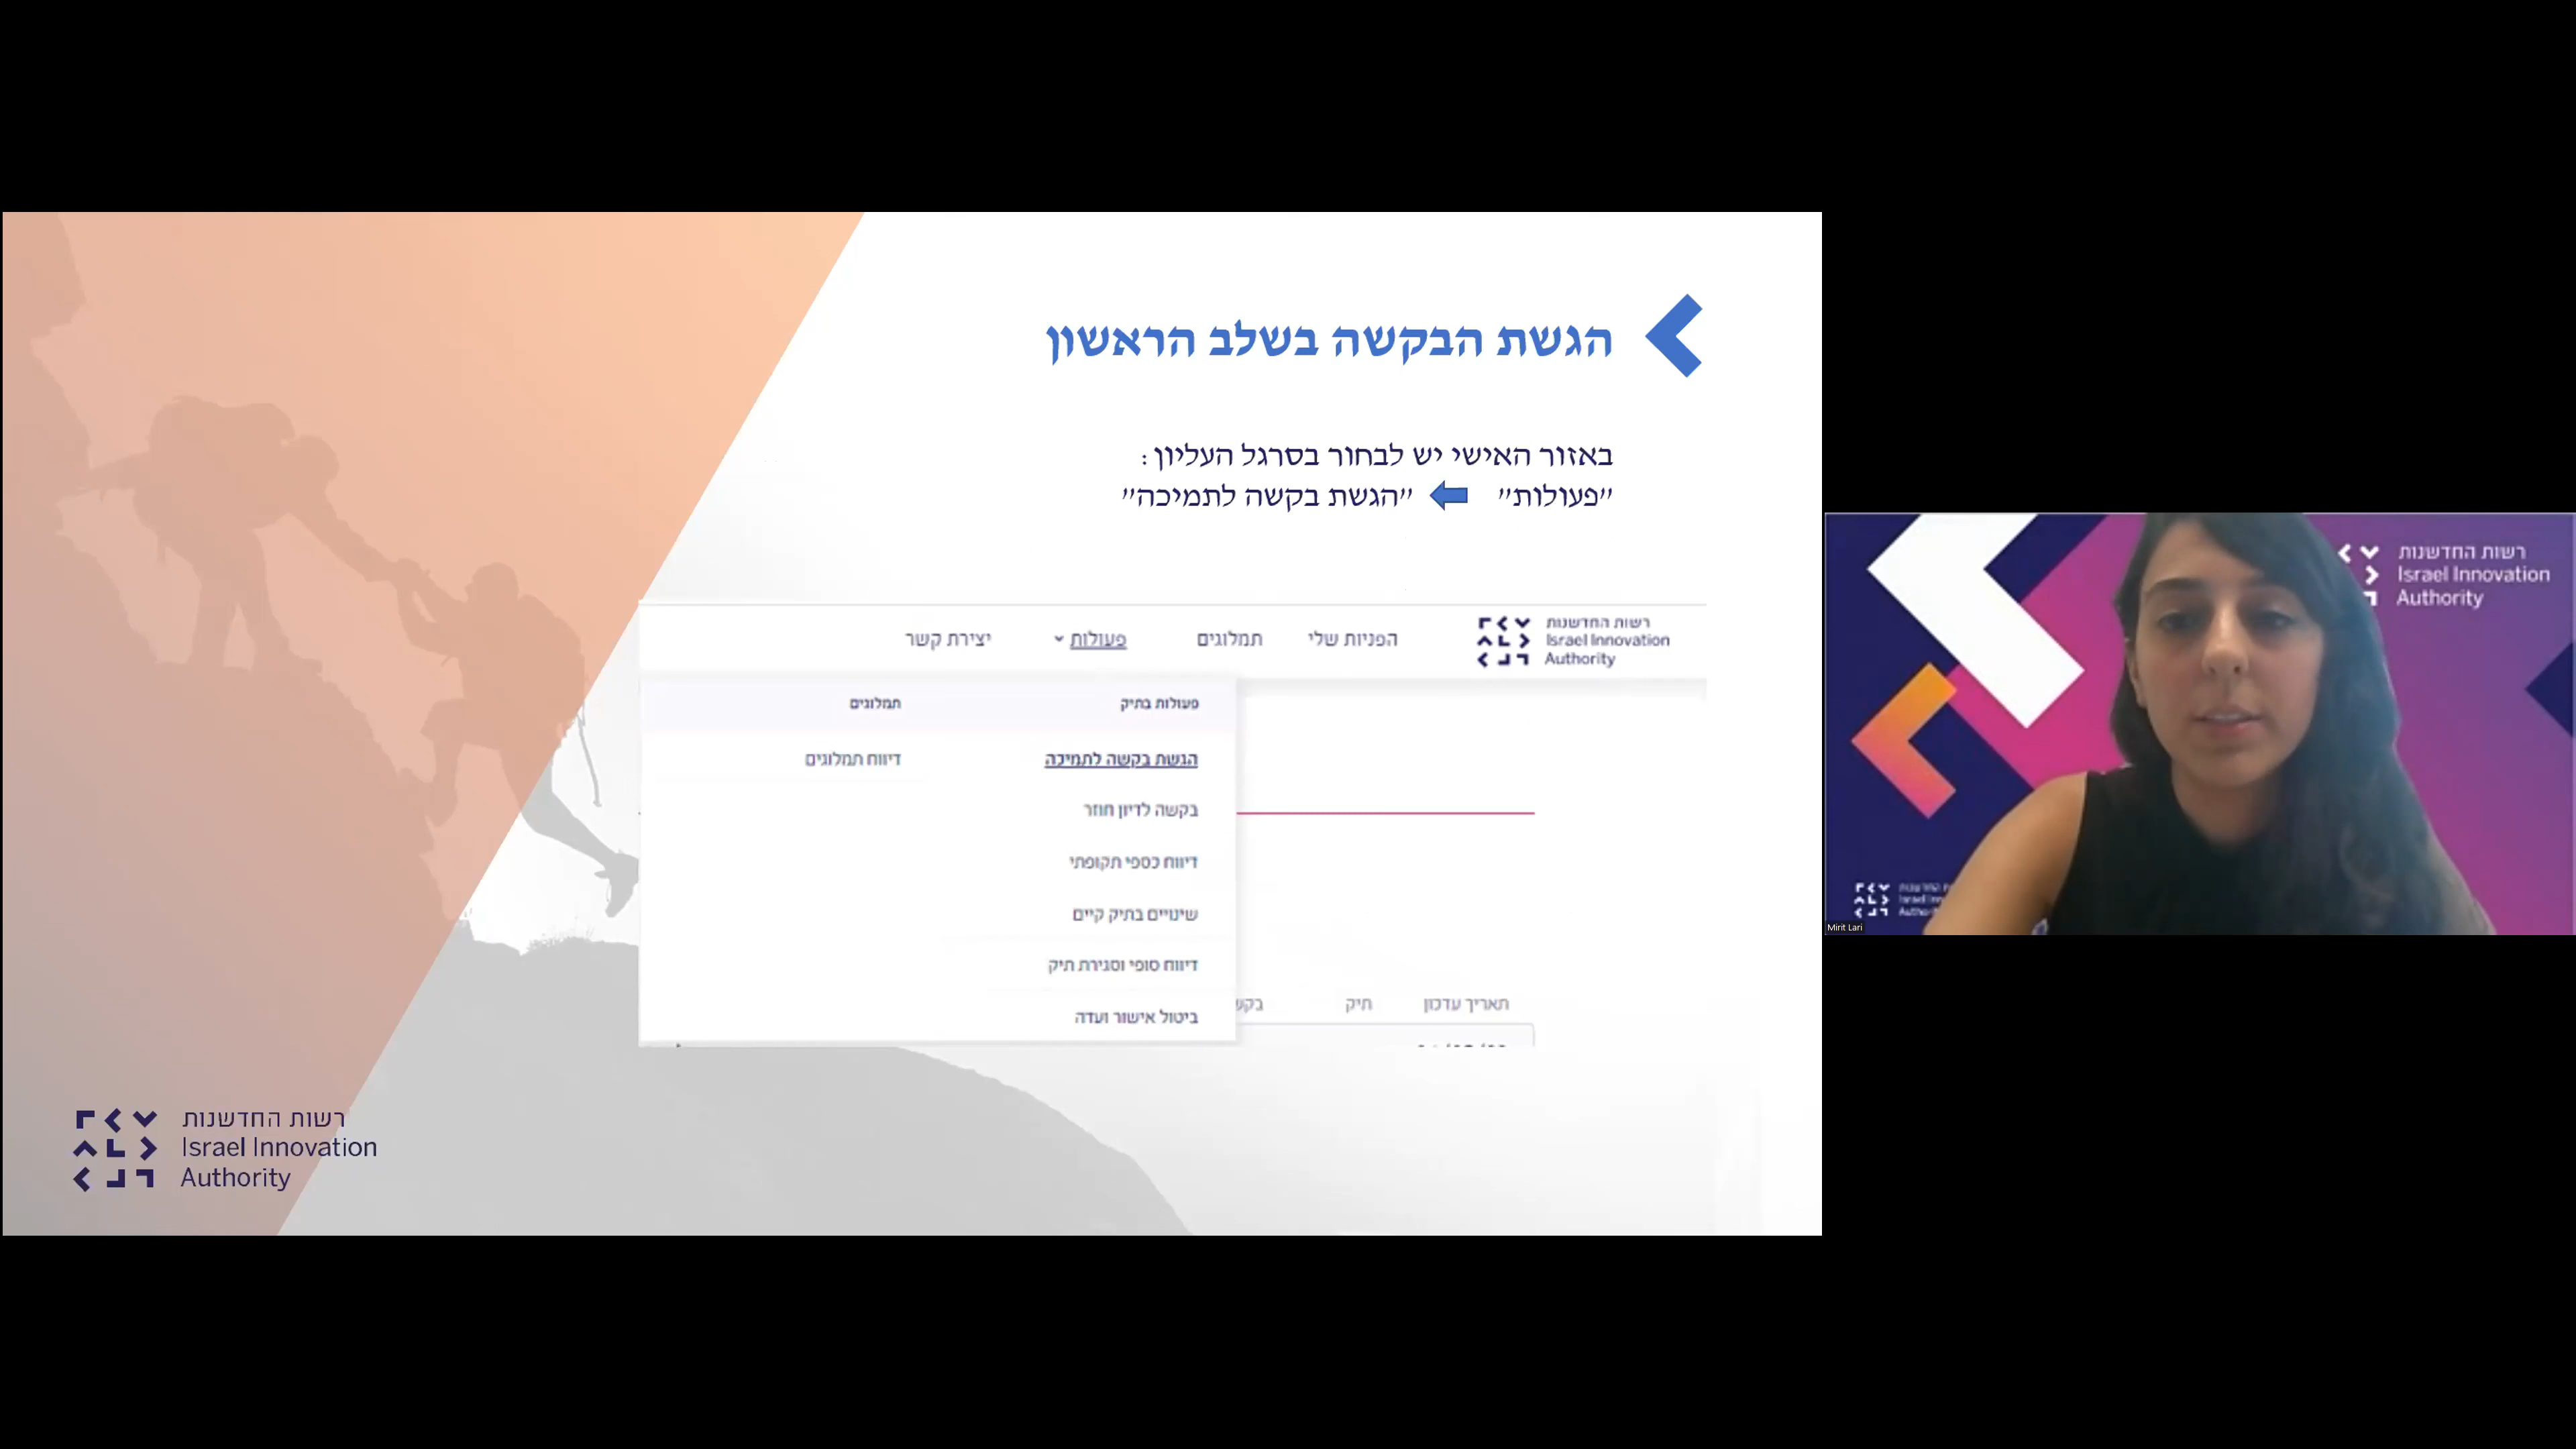 הגשת הבקשה בשלב הראשון
באזור האישי יש לבחור בסרגל העליון:
"פעולות" "הגשת בקשה לתמיכה"
רשות החדשנות
Israel Innovation
Authority
הפניות שלי תמלוגים פעולות יצירת קשר
פעולות בתיק תמלוגים
הגשת בקשה לתמיכה דיווח תמלוגים
בקשה לדיון חוזר
דיווח כספי תקופתי
שינויים בתיק קיים
דיווח סופי וסגירת תיק
ביטול אישור ועדה
תאריך עדכון תיק
רשות החדשנות
Israel Innovation
Authority
רשות החדשנות
Israel Innovation
Authority
Mirit Lari